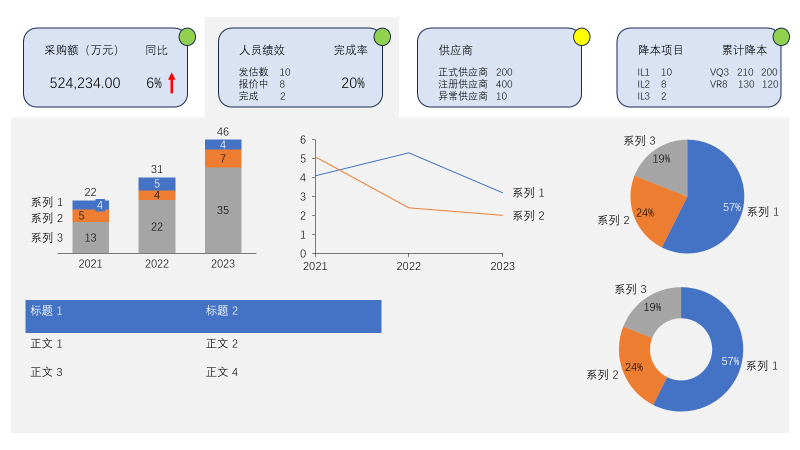 采购额（万元） 同比
524,234.00 6%
人员绩效 完成率
发估数 10
报价中 8
完成 2
20%
供应商
正式供应商 200
注册供应商 400
异常供应商 10
降本项目 累计降本
IL1 10 VQ3 210 200
IL2 8 VR8 130 120
IL3 2
46
4
7
35
31
5
4
22
22
系列 1 4
系列 2 5
系列 3 13
2021 2022 2023
6
5
4
3
2
1
0
系列 1
系列 2
2021 2022 2023
系列 3
19%
57% 系列 1
系列 2 24%
标题 1 标题 2
正文 1 正文 2
正文 3 正文 4
系列 3
19%
57% 系列 1
系列 2 24%